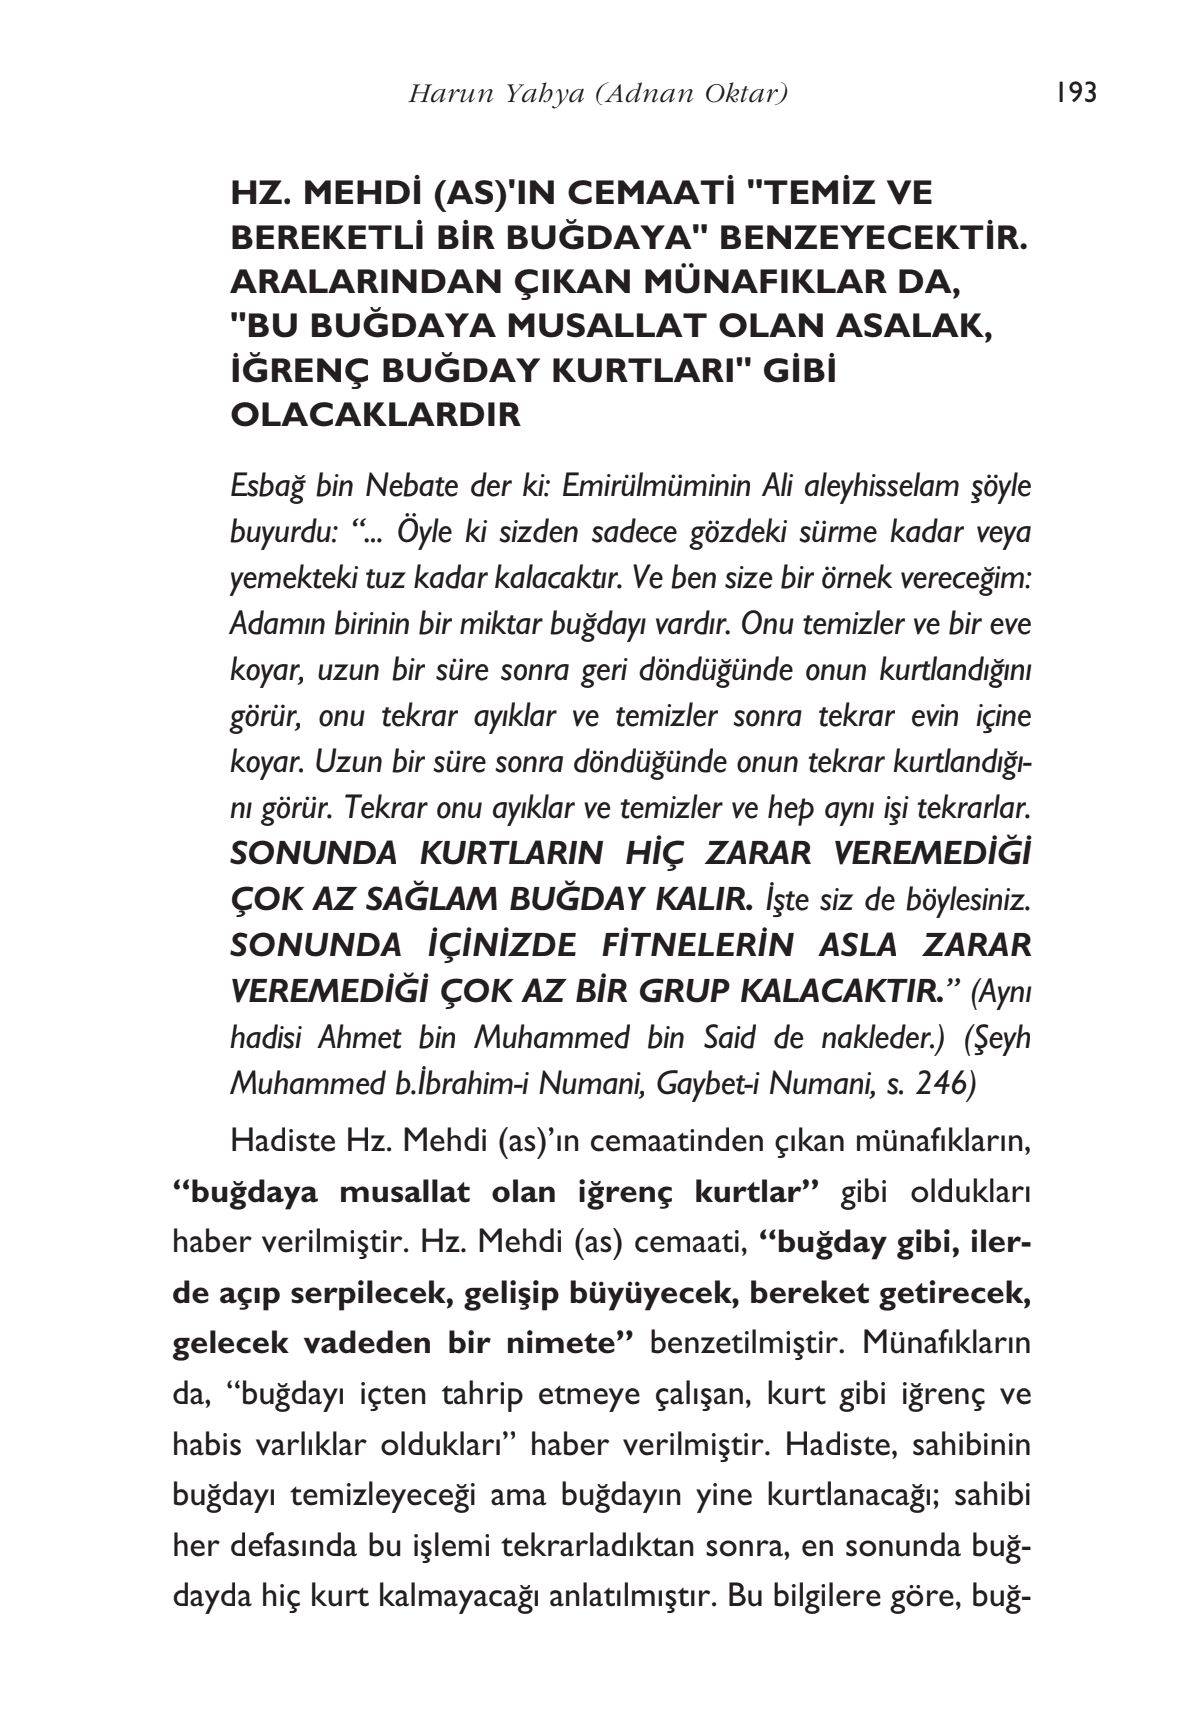 Harun Yahya (Adnan Oktar)
193
HZ. MEHDİ (AS)'IN CEMAATİ "TEMİZ VE
BEREKETLİ BİR BUĞDAYA" BENZEYECEKTİR.
ARALARINDAN ÇIKAN MÜNAFIKLAR DA,
"BU BUĞDAYA MUSALLAT OLAN ASALAK,
İĞRENÇ BUĞDAY KURTLARI" GİBİ
OLACAKLARDIR
Esbağ bin Nebate der ki: Emirülmüminin Ali aleyhisselam şöyle
buyurdu: “... Öyle ki sizden sadece gözdeki sürme kadar veya
yemekteki tuz kadar kalacaktır. Ve ben size bir örnek vereceğim:
Adamın birinin bir miktar buğdayı vardır. Onu temizler ve bir eve
koyar, uzun bir süre sonra geri döndüğünde onun kurtlandığını
görür, onu tekrar ayıklar ve temizler sonra tekrar evin içine
koyar. Uzun bir süre sonra döndüğünde onun tekrar kurtlandığı-
nı görür. Tekrar onu ayıklar ve temizler ve hep aynı işi tekrarlar.
SONUNDA KURTLARIN HİÇ ZARAR VEREMEDİĞİ
ÇOK AZ SAĞLAM BUĞDAY KALIR. İşte siz de böylesiniz.
SONUNDA İÇİNİZDE FİTNELERİN ASLA ZARAR
VEREMEDİĞİ ÇOK AZ BİR GRUP KALACAKTIR.” (Aynı
hadisi Ahmet bin Muhammed bin Said de nakleder.) (Şeyh
Muhammed b.İbrahim-i Numani, Gaybet-i Numani, s. 246)
Hadiste Hz. Mehdi (as)’ın cemaatinden çıkan münafıkların,
“buğdaya musallat olan iğrenç kurtlar” gibi oldukları
haber verilmiştir. Hz. Mehdi (as) cemaati, “buğday gibi, iler-
de açıp serpilecek, gelişip büyüyecek, bereket getirecek,
gelecek vadeden bir nimete” benzetilmiştir. Münafıkların
da, “buğdayı içten tahrip etmeye çalışan, kurt gibi iğrenç ve
habis varlıklar oldukları” haber verilmiştir. Hadiste, sahibinin
buğdayı temizleyeceği ama buğdayın yine kurtlanacağı; sahibi
her defasında bu işlemi tekrarladıktan sonra, en sonunda buğ-
dayda hiç kurt kalmayacağı anlatılmıştır. Bu bilgilere göre, buğ-